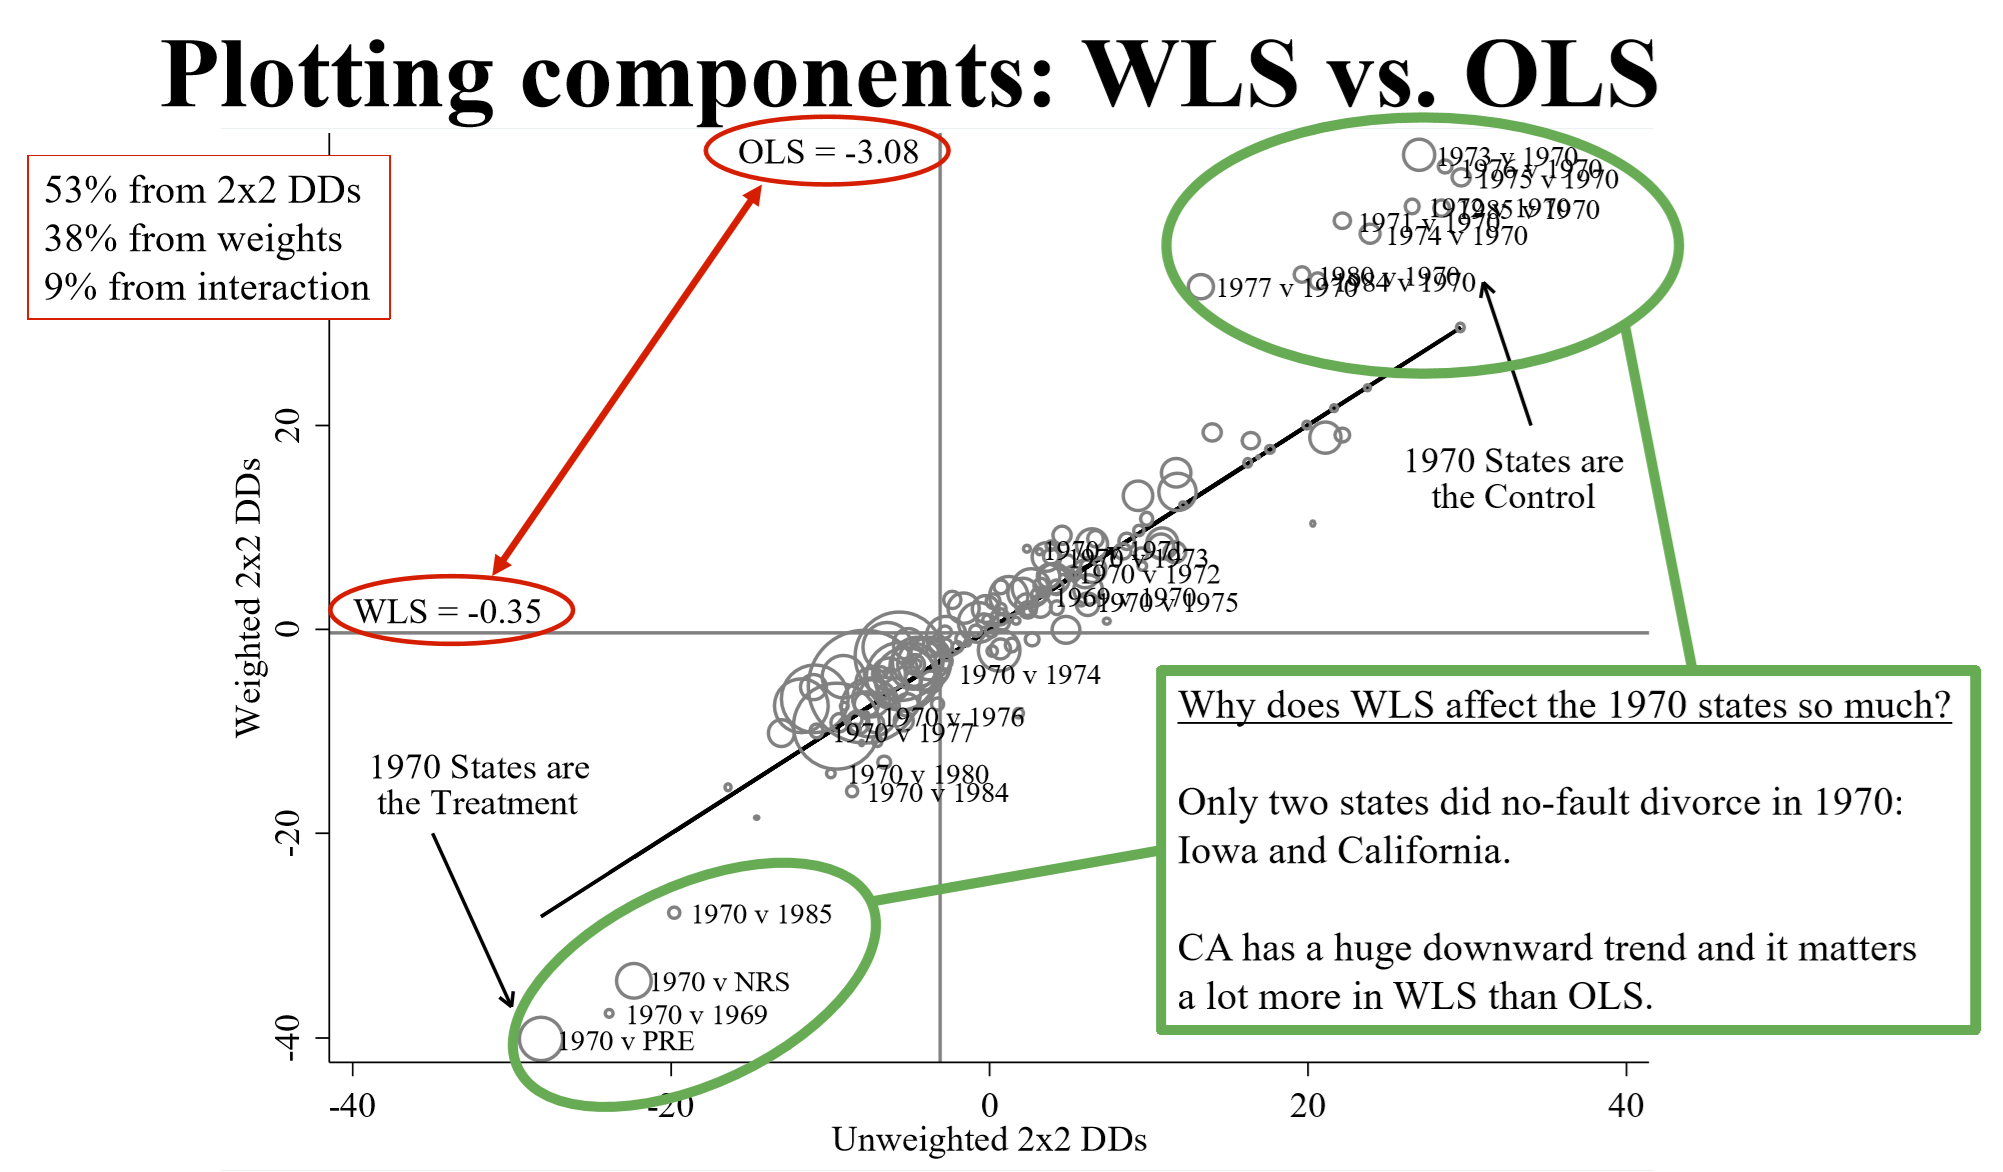 Plotting components: WLS vs. OLS
53% from 2x2 DDs
38% from weights
9% from interaction
OLS = -3.08
WLS = -0.35
1973 v 1970
1976 v 1970
1975 v 1970
1972 v 1970
1985 v 1970
1971 v 1970
1974 v 1970
1980 v 1970
1984 v 1970
1977 v 1970
1970 States are
the Control
1970 v 1971
1970 v 1973
1970 v 1972
1969 v 1970
1970 v 1975
1970 v 1974
1970 v 1976
1970 v 1977
1970 v 1980
1970 v 1984
1970 States are
the Treatment
1970 v 1985
1970 v NRS
1970 v 1969
1970 v PRE
Why does WLS affect the 1970 states so much?
Only two states did no-fault divorce in 1970:
Iowa and California.
CA has a huge downward trend and it matters
a lot more in WLS than OLS.
Weighted 2x2 DDs
20
0
-20
-40
-40
-20
0
20
40
Unweighted 2x2 DDs